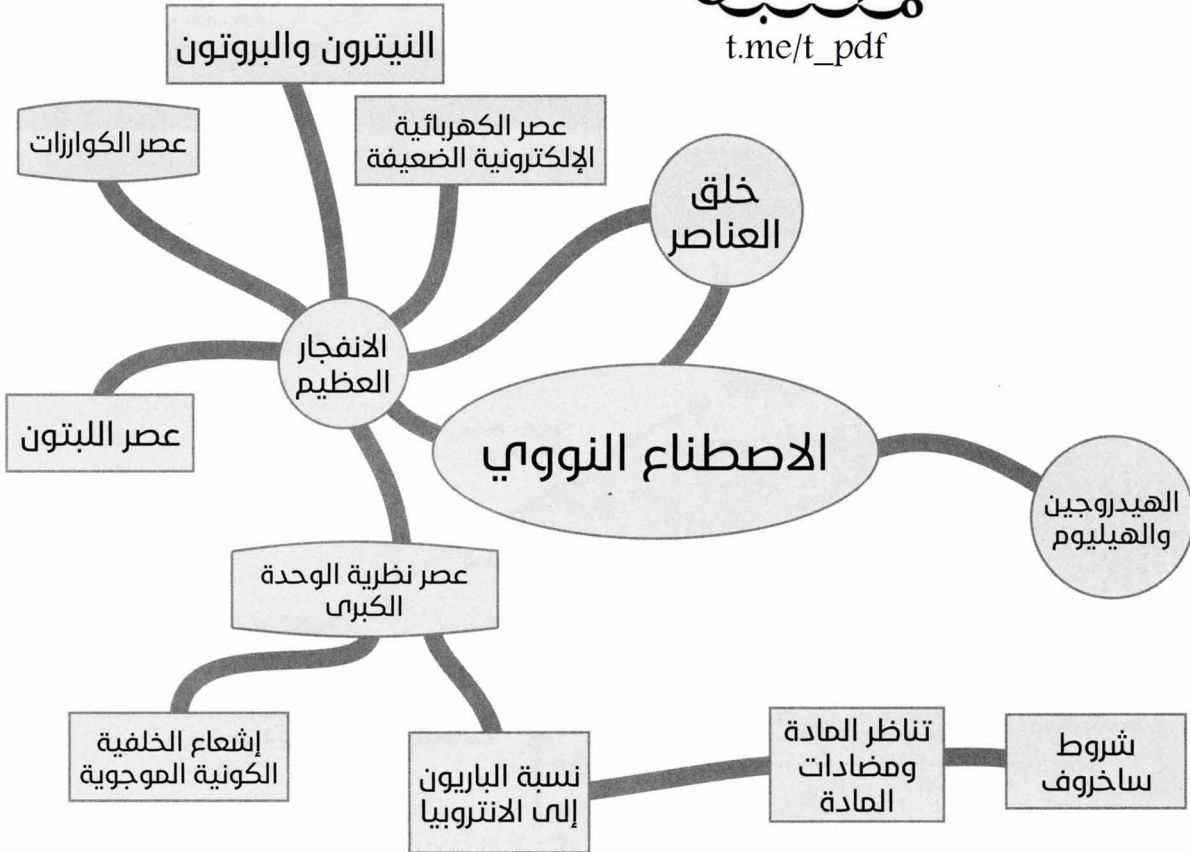 t.me/t_pdf
النيترون والبروتون
عصر الكهربائية
الإلكترونية الضعيفة
عصر الكوارزات
خلق
العناصر
الانفجار
العظيم
عصر اللبتون
الاصطناع النووي
الهيدروجين
والهيليوم
عصر نظرية الوحدة
الكبرى
إشعاع الخلفية
الكونية الموجوية
نسبة الباريون
إلى الانتروبيا
تناظر المادة
ومضادات
المادة
شروط
ساخروف